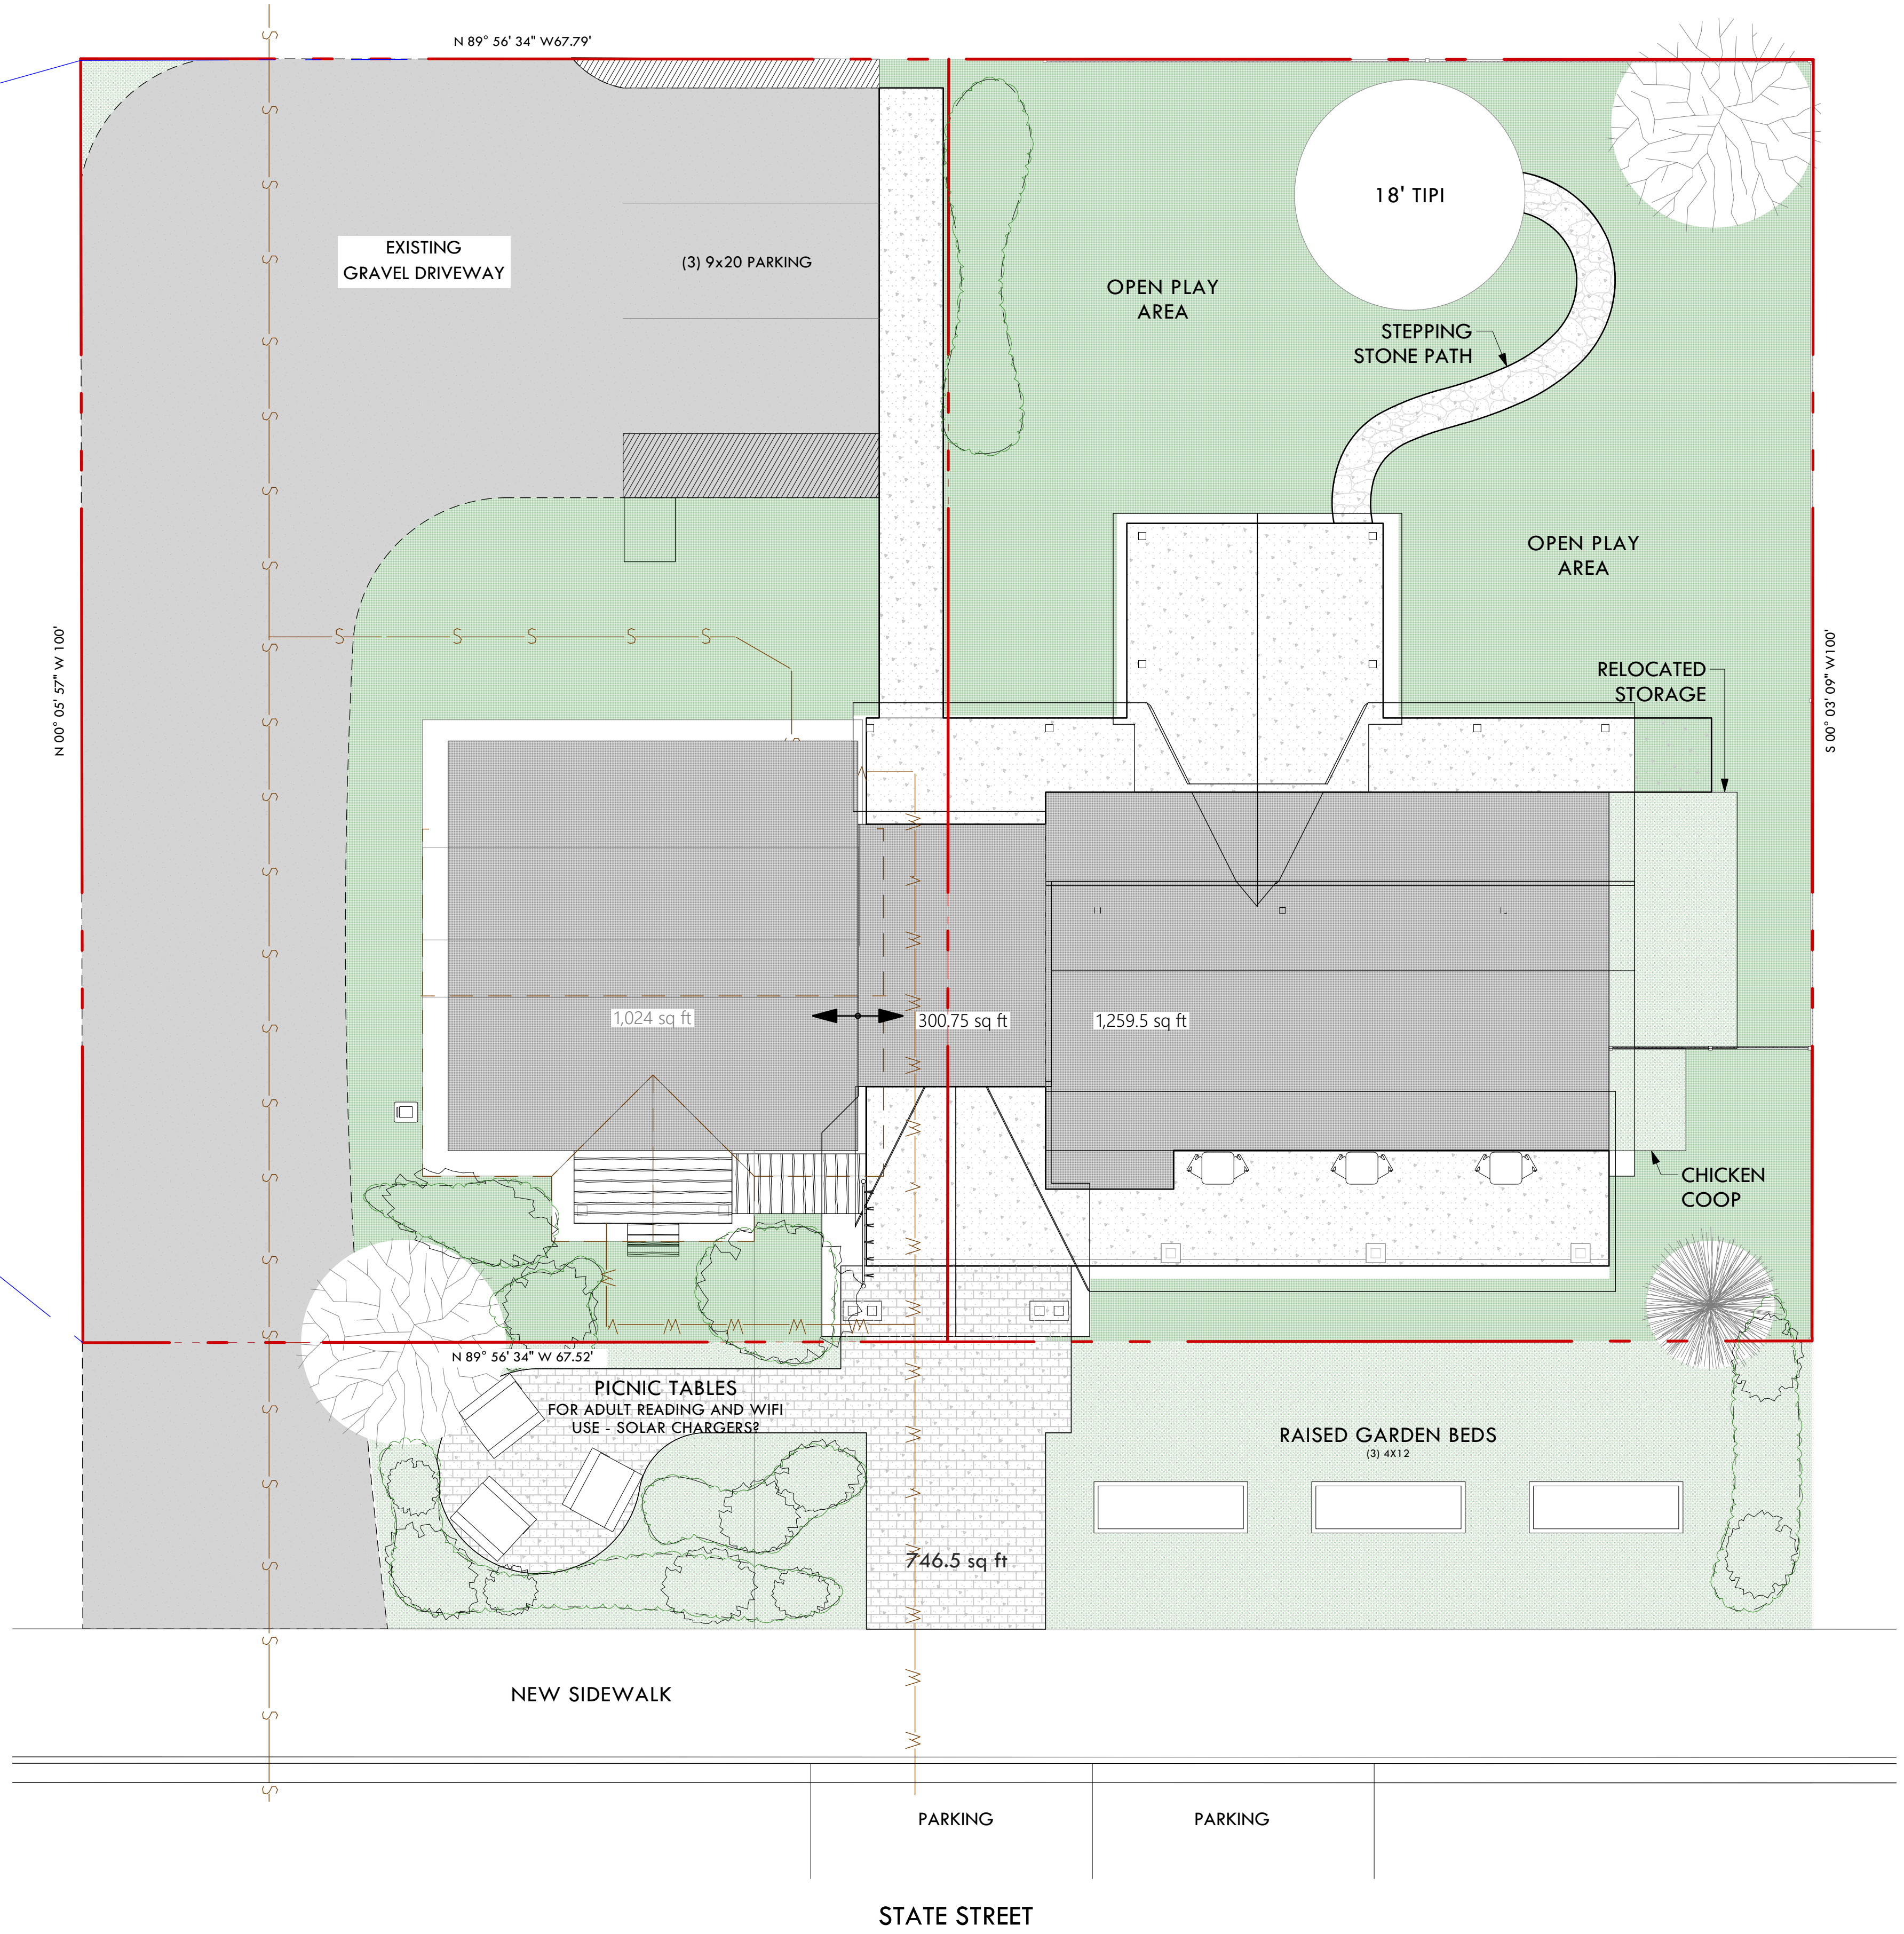 N 89° 56' 34" W67.79'
18' TIPI
EXISTING
GRAVEL DRIVEWAY
(3) 9x20 PARKING
OPEN PLAY
AREA
STEPPING
STONE PATH
OPEN PLAY
AREA
N 00° 05' 57" W 100'
S 00° 03' 09" W100'
RELOCATED
STORAGE
1,024 sq ft
300.75 sq ft
1,259.5 sq ft
CHICKEN
COOP
N 89° 56' 34" W 67.52'
PICNIC TABLES
FOR ADULT READING AND WIFI
USE - SOLAR CHARGERS?
RAISED GARDEN BEDS
(3) 4X12
746.5 sq ft
NEW SIDEWALK
PARKING
PARKING
STATE STREET